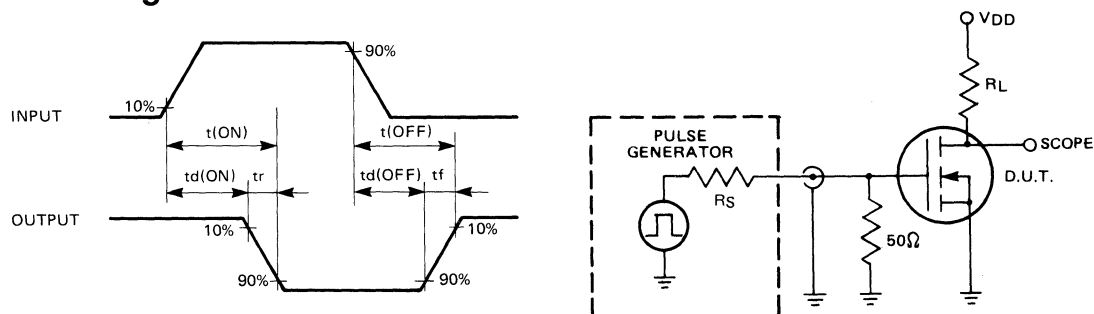 g
INPUT
10%
90%
t(ON)
t(OFF)
td(ON)
tr
td(OFF)
tf
OUTPUT
10%
90%
90%
10%
PULSE
GENERATOR
RS
50Ω
VDD
RL
SCOPE
D.U.T.